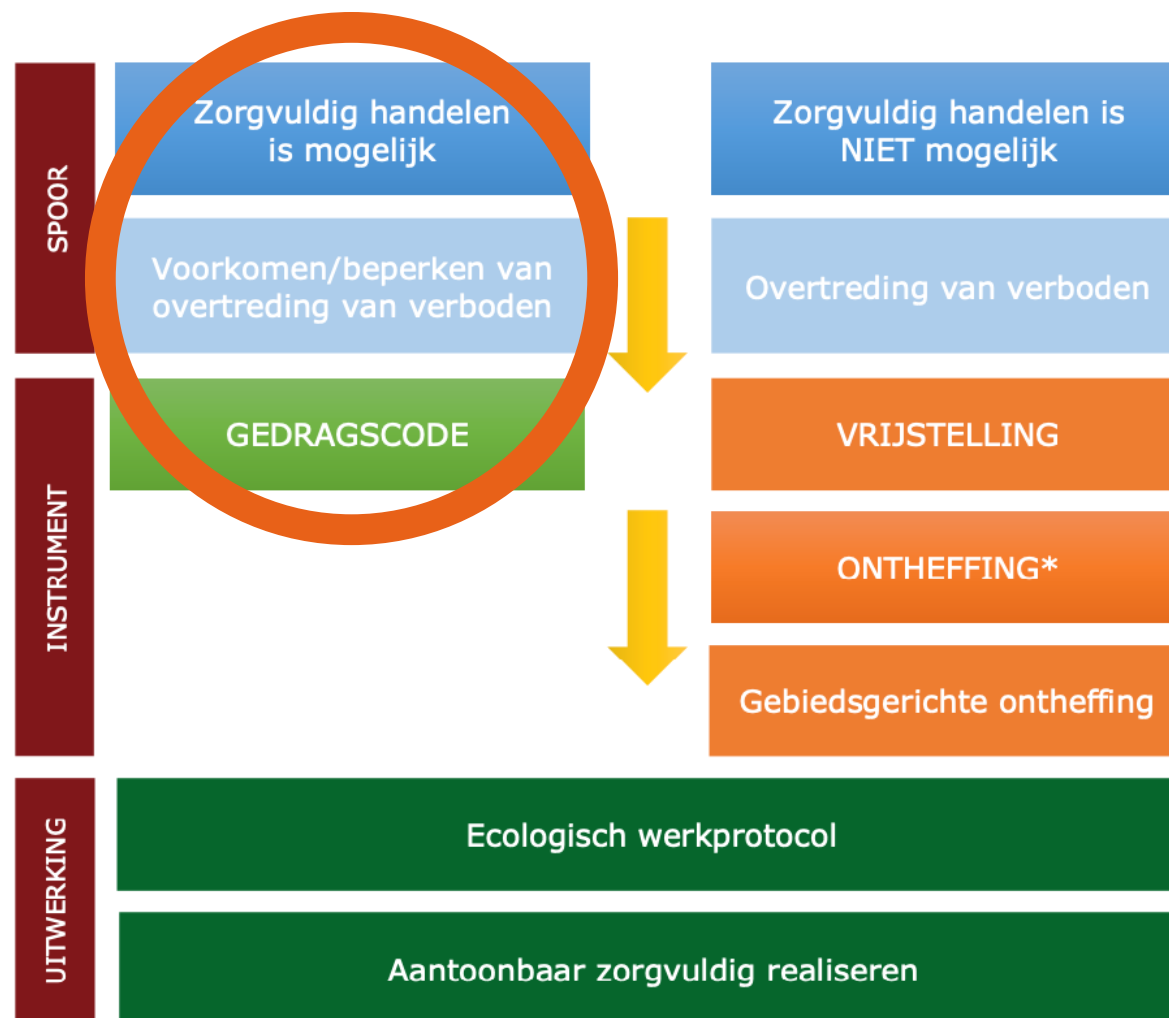 SPOOR
Zorgvuldig handelen
is mogelijk
Zorgvuldig handelen is
NIET mogelijk
Voorkomen/beperken van
overtreding van verboden
Overtreding van verboden
INSTRUMENT
GEDRAGSCODE
VRIJSTELLING
ONTHEFFING*
Gebiedsgerichte ontheffing
UITWERKING
Ecologisch werkprotocol
Aantoonbaar zorgvuldig realiseren